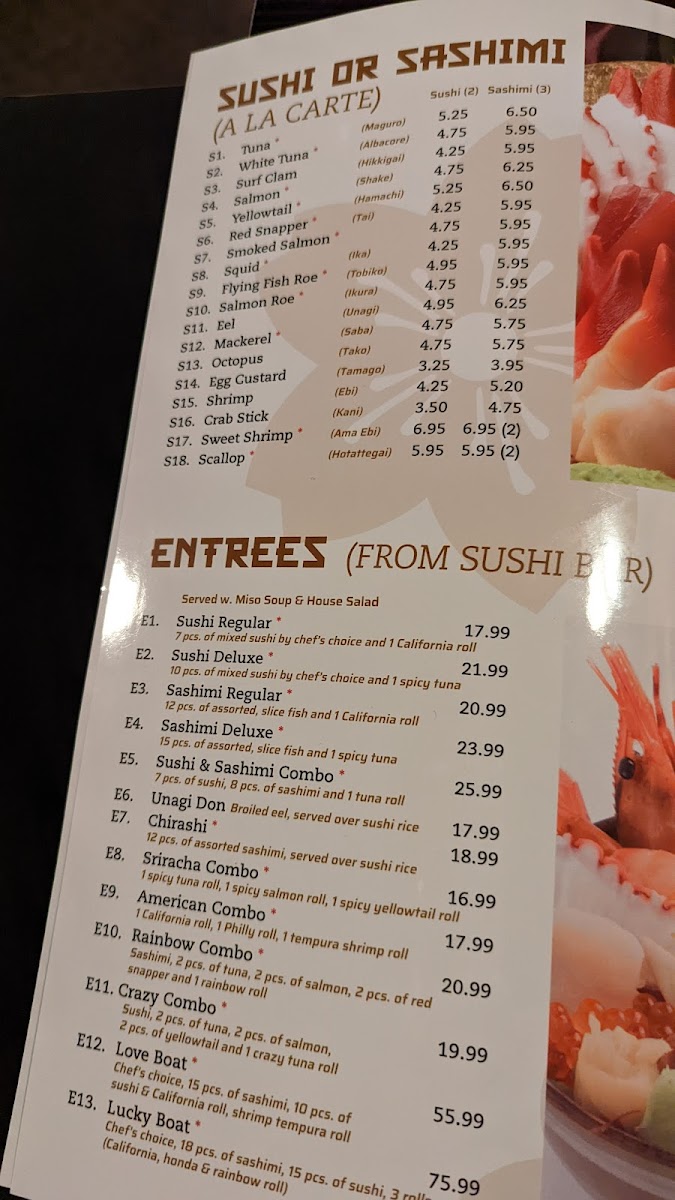 SUSHI OR SASHIMI
(A LA CARTE) Sushi (2) Sashimi (3)
S1. Tuna * (Maguro) 5.25 6.50
S2. White Tuna * (Albacore) 4.75 5.95
S3. Surf Clam (Hikkigai) 4.25 5.95
S4. Salmon * (Shake) 4.75 6.25
S5. Yellowtail * (Hamachi) 5.25 6.50
S6. Red Snapper * (Tai) 4.25 5.95
S7. Smoked Salmon * 4.75 5.95
S8. Squid * (Ika) 4.25 5.95
S9. Flying Fish Roe * (Tobiko) 4.95 5.95
S10. Salmon Roe * (Ikura) 4.75 5.95
S11. Eel (Unagi) 4.95 6.25
S12. Mackerel * (Saba) 4.75 5.75
S13. Octopus (Tako) 4.75 5.75
S14. Egg Custard (Tamago) 3.25 3.95
S15. Shrimp (Ebi) 4.25 5.20
S16. Crab Stick (Kani) 3.50 4.75
S17. Sweet Shrimp * (Ama Ebi) 6.95 6.95 (2)
S18. Scallop * (Hotattegai) 5.95 5.95 (2)
ENTREES (FROM SUSHI BAR)
Served w. Miso Soup & House Salad
E1. Sushi Regular * 17.99
7 pcs. of mixed sushi by chef's choice and 1 California roll
E2. Sushi Deluxe * 21.99
10 pcs. of mixed sushi by chef's choice and 1 spicy tuna
E3. Sashimi Regular * 20.99
12 pcs. of assorted, slice fish and 1 California roll
E4. Sashimi Deluxe * 23.99
15 pcs. of assorted, slice fish and 1 spicy tuna
E5. Sushi & Sashimi Combo * 25.99
7 pcs. of sushi, 8 pcs. of sashimi and 1 tuna roll
E6. Unagi Don Broiled eel, served over sushi rice 17.99
E7. Chirashi * 18.99
12 pcs. of assorted sashimi, served over sushi rice
E8. Sriracha Combo * 16.99
1 spicy tuna roll, 1 spicy salmon roll, 1 spicy yellowtail roll
E9. American Combo * 17.99
1 California roll, 1 Philly roll, 1 tempura shrimp roll
E10. Rainbow Combo * 20.99
Sashimi, 2 pcs. of tuna, 2 pcs. of salmon, 2 pcs. of red
snapper and 1 rainbow roll
E11. Crazy Combo * 19.99
Sushi, 2 pcs. of tuna, 2 pcs. of salmon,
2 pcs. of yellowtail and 1 crazy tuna roll
E12. Love Boat * 55.99
Chef's choice, 15 pcs. of sashimi, 10 pcs. of
sushi & California roll, shrimp tempura roll
E13. Lucky Boat * 75.99
Chef's choice, 18 pcs. of sashimi, 15 pcs. of sushi, 3 rolls
(California, honda & rainbow roll)